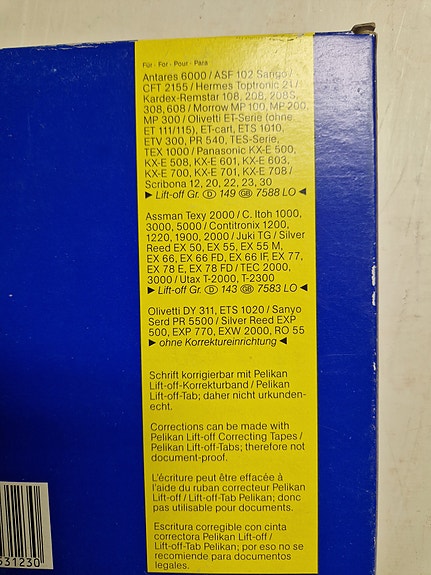 Für · For · Pour · Para
Antares 6000 / ASF 102 Sango /
CFT 2155 / Hermes Toptronic 21 /
Kardex-Remstar 108, 208, 208S,
308, 608 / Morrow MP 100, MP 200,
MP 300 / Olivetti ET-Serie (ohne
ET 111/115), ET-cart, ETS 1010,
ETV 300, PR 540, TES-Serie,
TEX 1000 / Panasonic KX-E 500,
KX-E 508, KX-E 601, KX-E 603,
KX-E 700, KX-E 701, KX-E 708 /
Scribona 12, 20, 22, 23, 30
▶ Lift-off Gr. Ⓓ 149 GB 7588 LO ◀
Assman Texy 2000 / C. Itoh 1000,
3000, 5000 / Contitronix 1200,
1220, 1900, 2000 / Juki TG / Silver
Reed EX 50, EX 55, EX 55 M,
EX 66, EX 66 FD, EX 66 IF, EX 77,
EX 78 E, EX 78 FD / TEC 2000,
3000 / Utax T-2000, T-2300
▶ Lift-off Gr. Ⓓ 143 GB 7583 LO ◀
Olivetti DY 311, ETS 1020 / Sanyo
Serd PR 5500 / Silver Reed EXP
500, EXP 770, EXW 2000, RO 55
▶ ohne Korrektureinrichtung ◀
Schrift korrigierbar mit Pelikan
Lift-off-Korrekturband / Pelikan
Lift-off-Tab; daher nicht urkunden-
echt.
Corrections can be made with
Pelikan Lift-off Correcting Tapes /
Pelikan Lift-off-Tabs; therefore not
document-proof.
L'écriture peut être effacée à
l'aide du ruban correcteur Pelikan
Lift-off / Lift-off-Tab Pelikan; donc
pas utilisable pour documents.
Escritura corregible con cinta
correctora Pelikan Lift-off /
Lift-off-Tab Pelikan; por eso no se
recomiende para documentos
legales.
531230